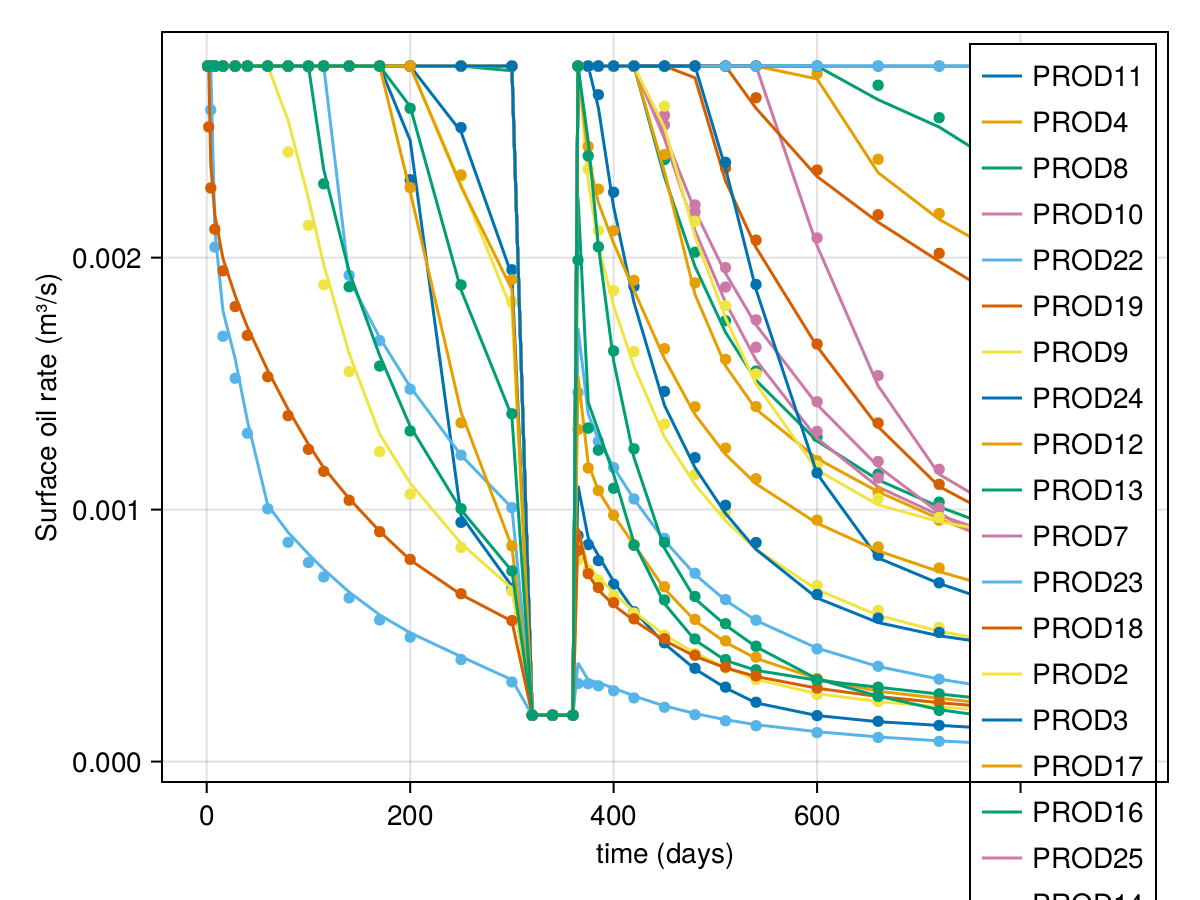 Surface oil rate (m³/s)
0.002
0.001
0.000
0
200
400
600
time (days)
PROD11
PROD4
PROD8
PROD10
PROD22
PROD19
PROD9
PROD24
PROD12
PROD13
PROD7
PROD23
PROD18
PROD2
PROD3
PROD17
PROD16
PROD25
PROD14